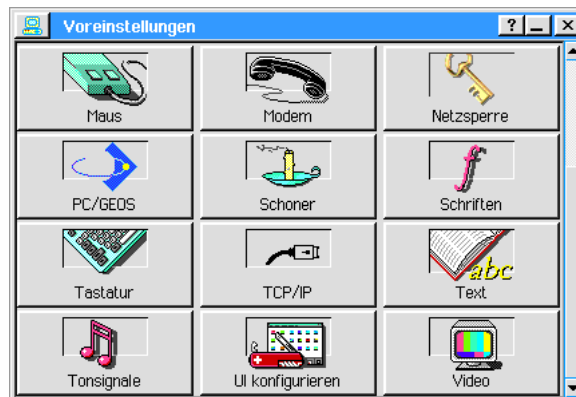 Voreinstellungen
?
Maus
Modem
Netzsperre
PC/GEOS
Schoner
f
Schriften
Tastatur
TCP/IP
abc
Text
Tonsignale
UI konfigurieren
Video